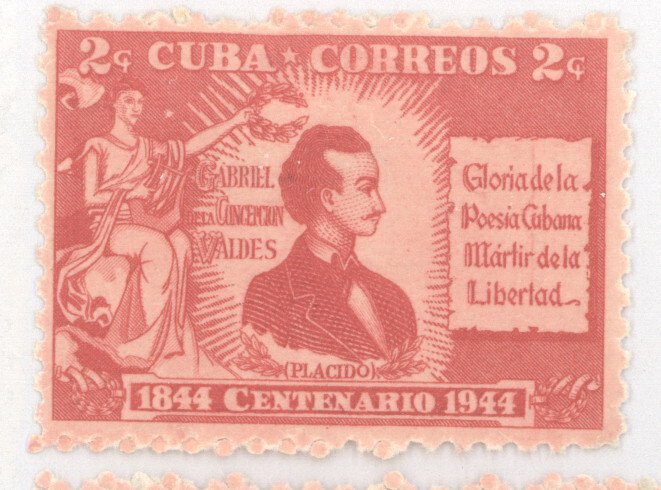 2¢ CUBA ★ CORREOS 2¢
GABRIEL
DE LA CONCEPCION
VALDES
Gloria de la
Poesia Cubana
Mártir de la
Libertad
(PLACIDO)
1844 CENTENARIO 1944